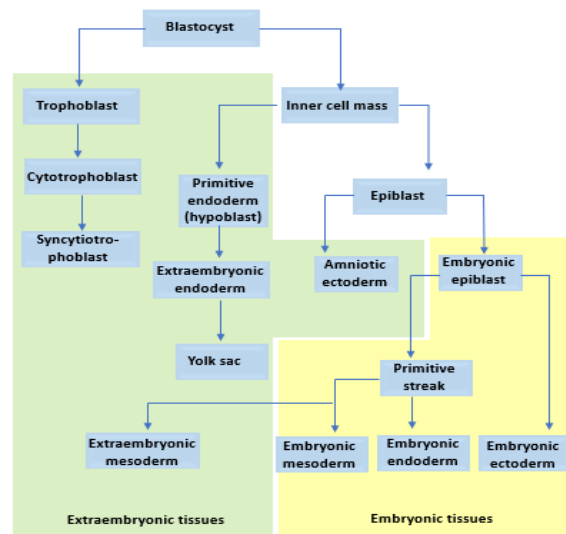 Blastocyst
Trophoblast
Inner cell mass
Cytotrophoblast
Primitive
endoderm
(hypoblast)
Epiblast
Syncytiotro-
phoblast
Extraembryonic
endoderm
Amniotic
ectoderm
Embryonic
epiblast
Yolk sac
Primitive
streak
Extraembryonic
mesoderm
Embryonic
mesoderm
Embryonic
endoderm
Embryonic
ectoderm
Extraembryonic tissues
Embryonic tissues